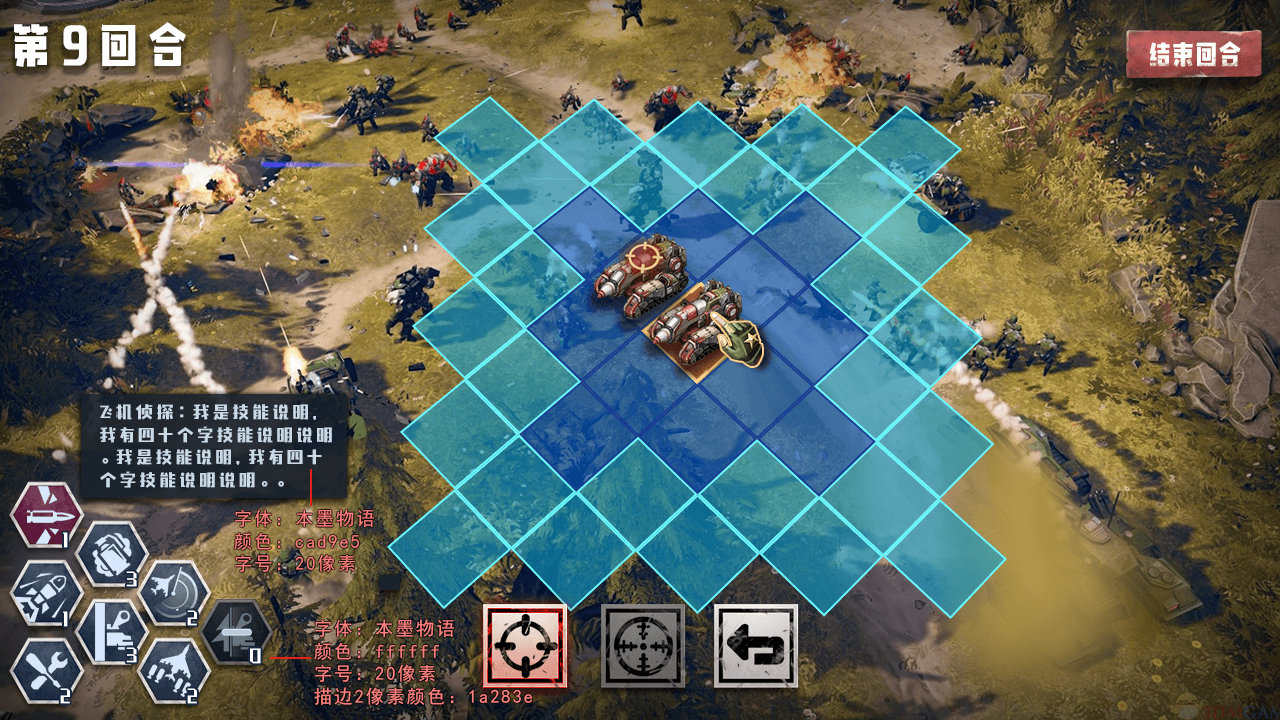 第9回合
结束回合
飞机侦探：我是技能说明，
我有四十个字技能说明说明
。我是技能说明，我有四十
个字技能说明说明。。
字体：本墨物语
颜色：cad9e5
字号：20像素
1
3
1
2
3
0
2
2
字体：本墨物语
颜色：ffffff
字号：20像素
描边2像素颜色：1a283e